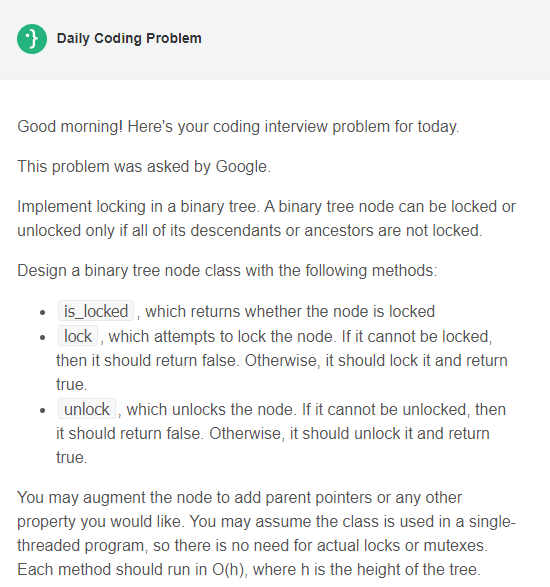 Daily Coding Problem
Good morning! Here's your coding interview problem for today.
This problem was asked by Google.
Implement locking in a binary tree. A binary tree node can be locked or
unlocked only if all of its descendants or ancestors are not locked.
Design a binary tree node class with the following methods:
• is_locked , which returns whether the node is locked
• lock , which attempts to lock the node. If it cannot be locked,
then it should return false. Otherwise, it should lock it and return
true.
• unlock , which unlocks the node. If it cannot be unlocked, then
it should return false. Otherwise, it should unlock it and return
true.
You may augment the node to add parent pointers or any other
property you would like. You may assume the class is used in a single-
threaded program, so there is no need for actual locks or mutexes.
Each method should run in O(h), where h is the height of the tree.